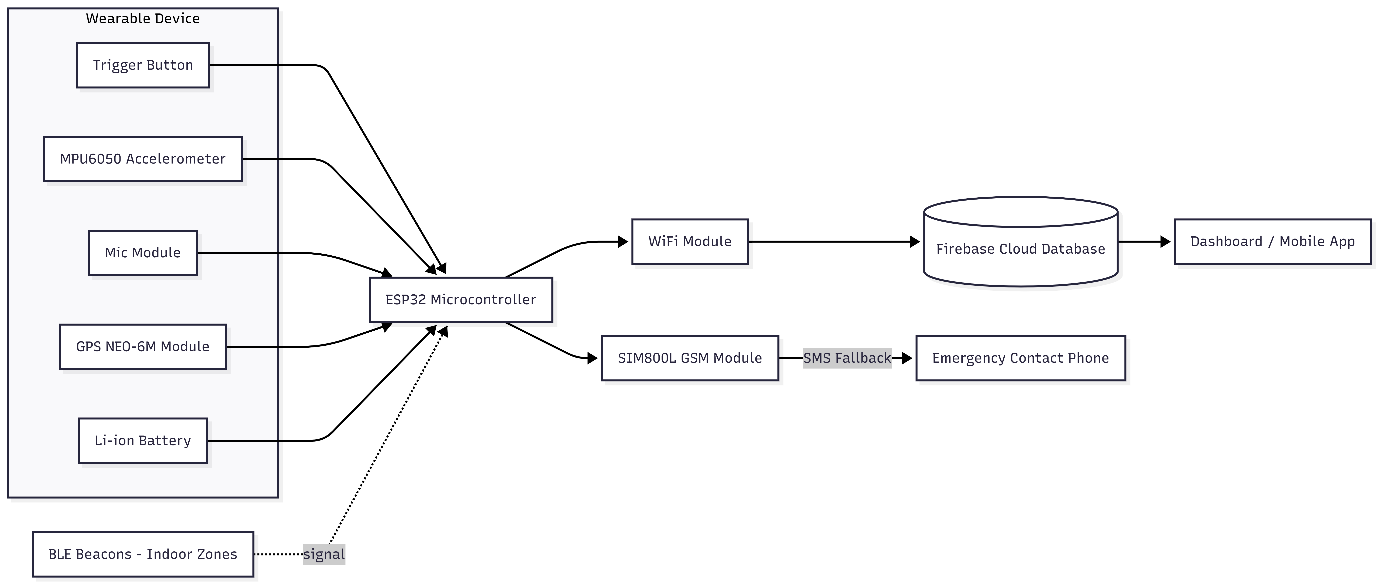 Wearable Device
Trigger Button
MPU6050 Accelerometer
Mic Module
GPS NEO-6M Module
Li-ion Battery
BLE Beacons - Indoor Zones
signal
ESP32 Microcontroller
WiFi Module
Firebase Cloud Database
Dashboard / Mobile App
SIM800L GSM Module
SMS Fallback
Emergency Contact Phone